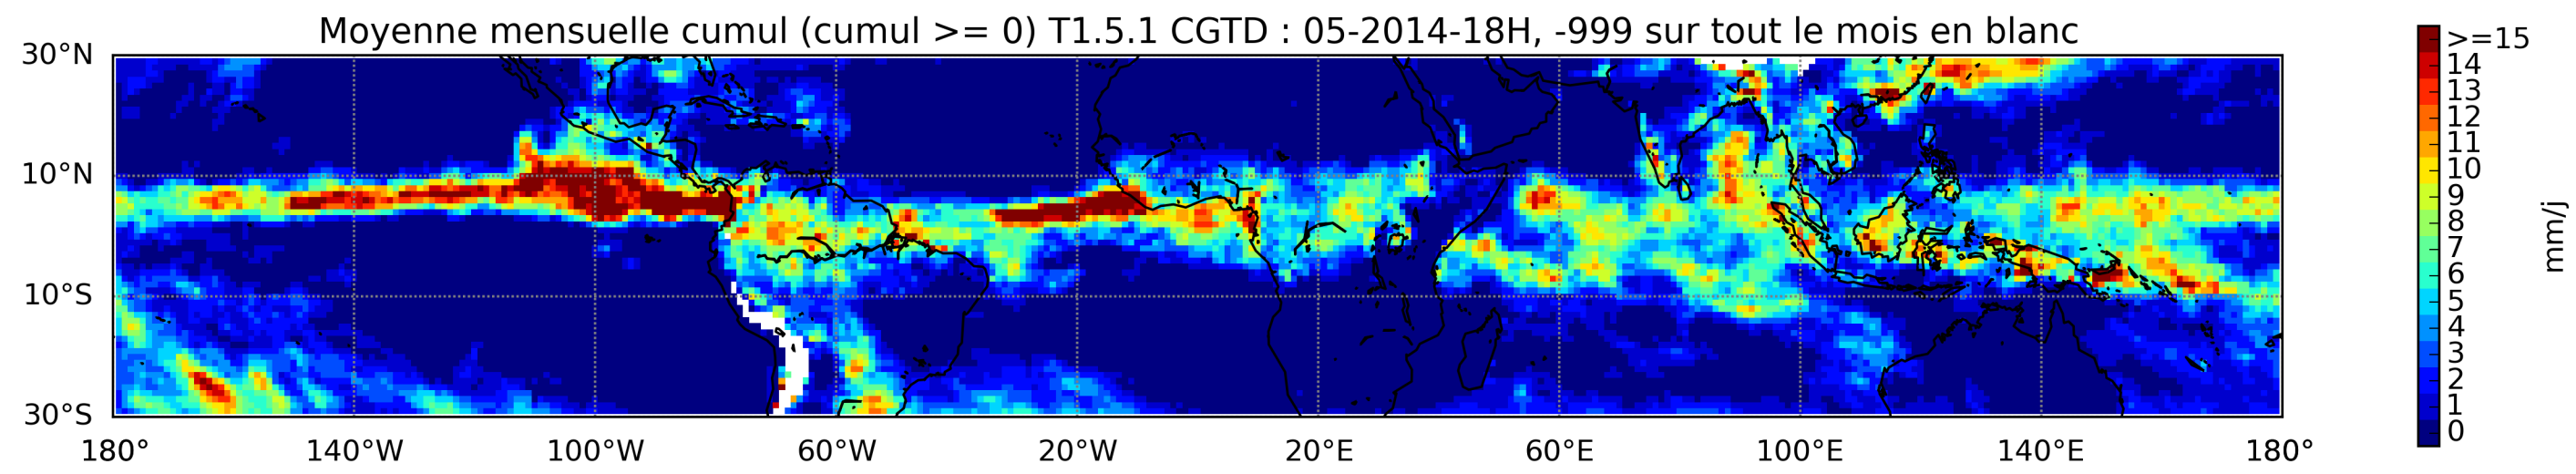 Moyenne mensuelle cumul (cumul >= 0) T1.5.1 CGTD : 05-2014-18H, -999 sur tout le mois en blanc
30°N
10°N
10°S
30°S
180° 140°W 100°W 60°W 20°W 20°E 60°E 100°E 140°E 180°
>=15
14
13
12
11
10
9
8
7
6
5
4
3
2
1
0
mm/j